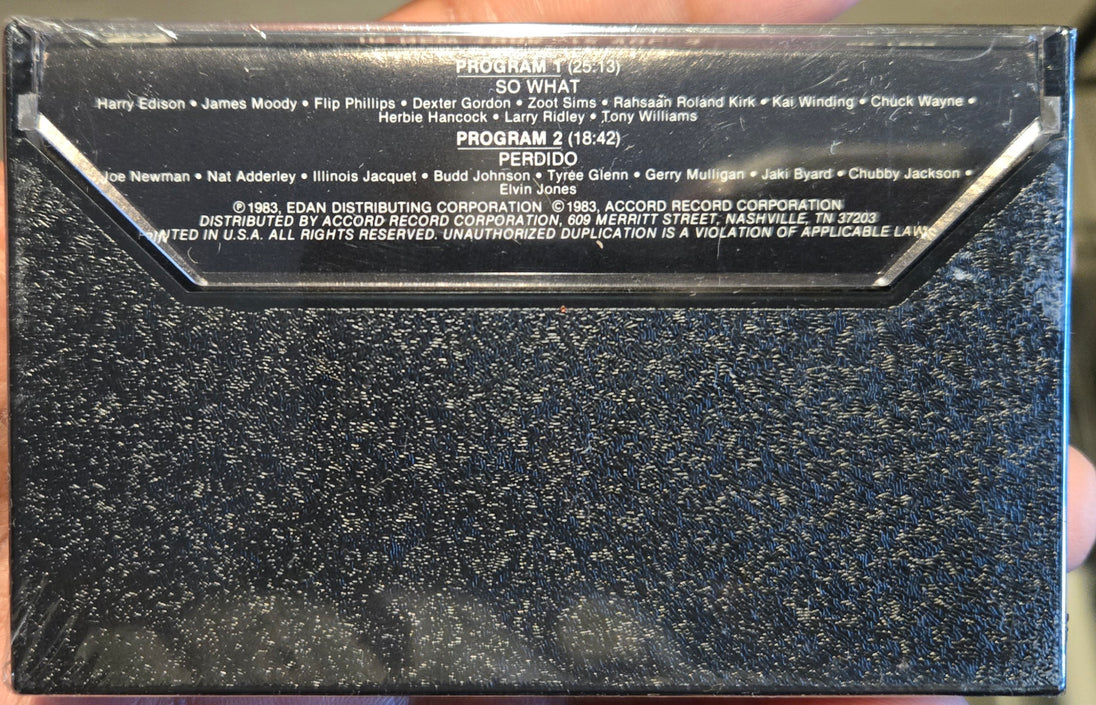 PROGRAM 1 (25:13)
SO WHAT
Harry Edison • James Moody • Flip Phillips • Dexter Gordon • Zoot Sims • Rahsaan Roland Kirk • Kai Winding • Chuck Wayne •
Herbie Hancock • Larry Ridley • Tony Williams
PROGRAM 2 (18:42)
PERDIDO
Joe Newman • Nat Adderley • Illinois Jacquet • Budd Johnson • Tyree Glenn • Gerry Mulligan • Jaki Byard • Chubby Jackson •
Elvin Jones
℗ 1983, EDAN DISTRIBUTING CORPORATION © 1983, ACCORD RECORD CORPORATION
DISTRIBUTED BY ACCORD RECORD CORPORATION, 609 MERRITT STREET, NASHVILLE, TN 37203
PRINTED IN U.S.A. ALL RIGHTS RESERVED. UNAUTHORIZED DUPLICATION IS A VIOLATION OF APPLICABLE LAWS